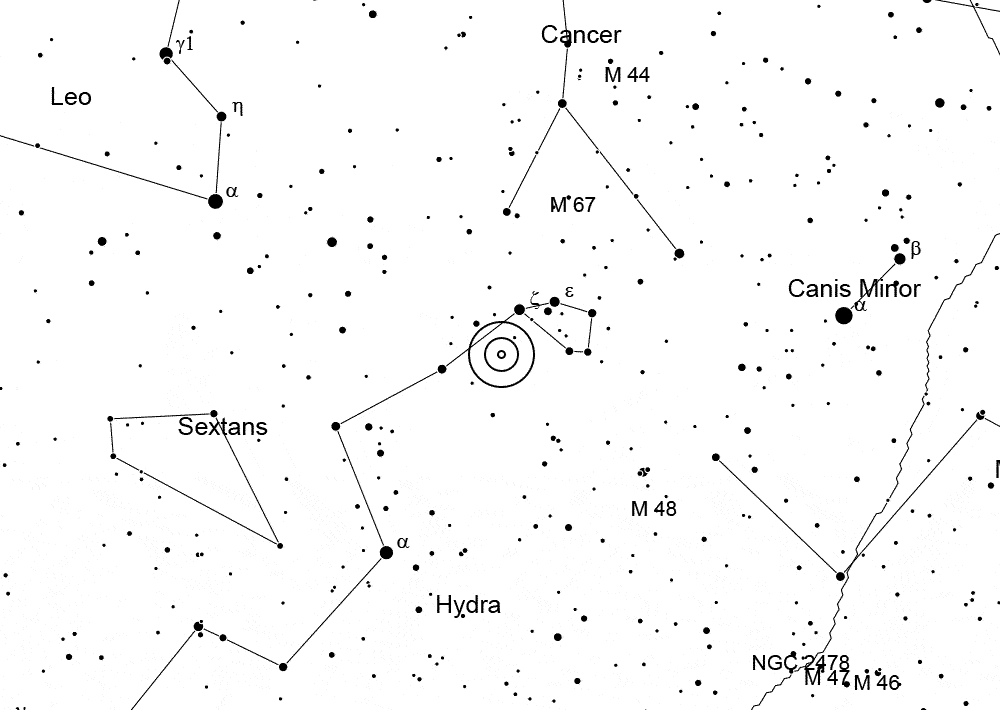 Cancer
γ1
M 44
Leo
η
α
M 67
β
Canis Minor
α
ζ
ε
Sextans
M 48
α
Hydra
NGC 2478
M 47
M 46